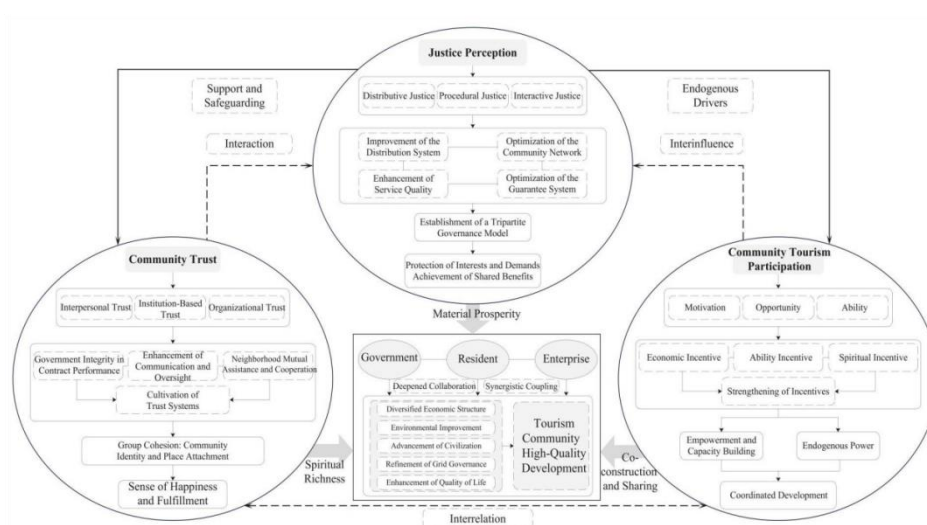 Justice Perception
Support and
Safeguarding
Endogenous
Drivers
Distributive Justice
Procedural Justice
Interactive Justice
Interaction
Interinfluence
Improvement of the
Distribution System
Optimization of the
Community Network
Enhancement of
Service Quality
Optimization of the
Guarantee System
Establishment of a Tripartite
Governance Model
Protection of Interests and Demands
Achievement of Shared Benefits
Community Trust
Interpersonal Trust
Institution-Based
Trust
Organizational Trust
Government Integrity in
Contract Performance
Enhancement of
Communication and
Oversight
Neighborhood Mutual
Assistance and Cooperation
Cultivation of
Trust Systems
Group Cohesion: Community
Identity and Place Attachment
Sense of Happiness
and Fulfillment
Community Tourism
Participation
Motivation
Opportunity
Ability
Economic Incentive
Ability Incentive
Spiritual Incentive
Strengthening of Incentives
Empowerment and
Capacity Building
Endogenous Power
Coordinated Development
Material Prosperity
Government
Resident
Enterprise
Deepened Collaboration
Synergistic Coupling
Diversified Economic Structure
Environmental Improvement
Advancement of Civilization
Refinement of Grid Governance
Enhancement of Quality of Life
Tourism
Community
High-Quality
Development
Spiritual
Richness
Co-
construction
and Sharing
Interrelation